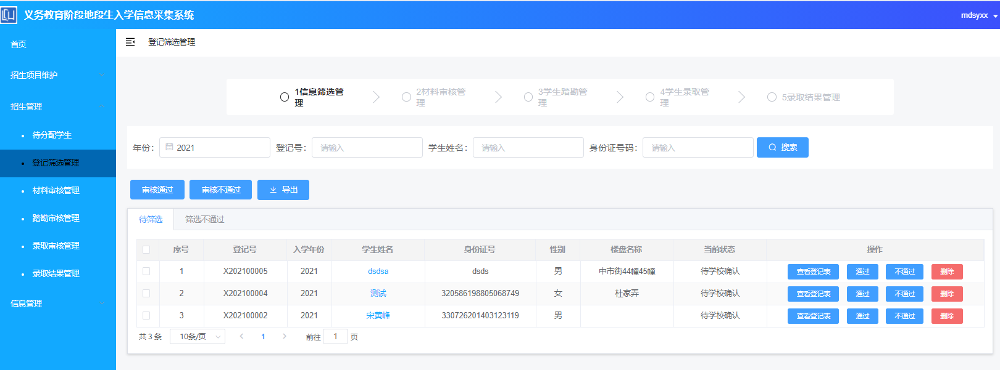 义务教育阶段地段生入学信息采集系统
mdsyxx
首页
招生项目维护
招生管理
待分配学生
登记筛选管理
材料审核管理
踏勘审核管理
录取审核管理
录取结果管理
信息管理
登记筛选管理
1信息筛选管
理
2材料审核管
理
3学生踏勘管
理
4学生录取管
理
5录取结果管理
年份： 2021 登记号： 请输入 学生姓名： 请输入 身份证号码： 请输入 搜索
审核通过 审核不通过 导出
待筛选 筛选不通过
序号 登记号 入学年份 学生姓名 身份证号 性别 楼盘名称 当前状态 操作
1 X202100005 2021 dsdsa dsds 男 中市街44幢45幢 待学校确认 查看登记表 通过 不通过 删除
2 X202100004 2021 测试 320586198805068749 女 杜家弄 待学校确认 查看登记表 通过 不通过 删除
3 X202100002 2021 宋黄峰 330726201403123119 男 待学校确认 查看登记表 通过 不通过 删除
共 3 条 10条/页 1 前往 1 页